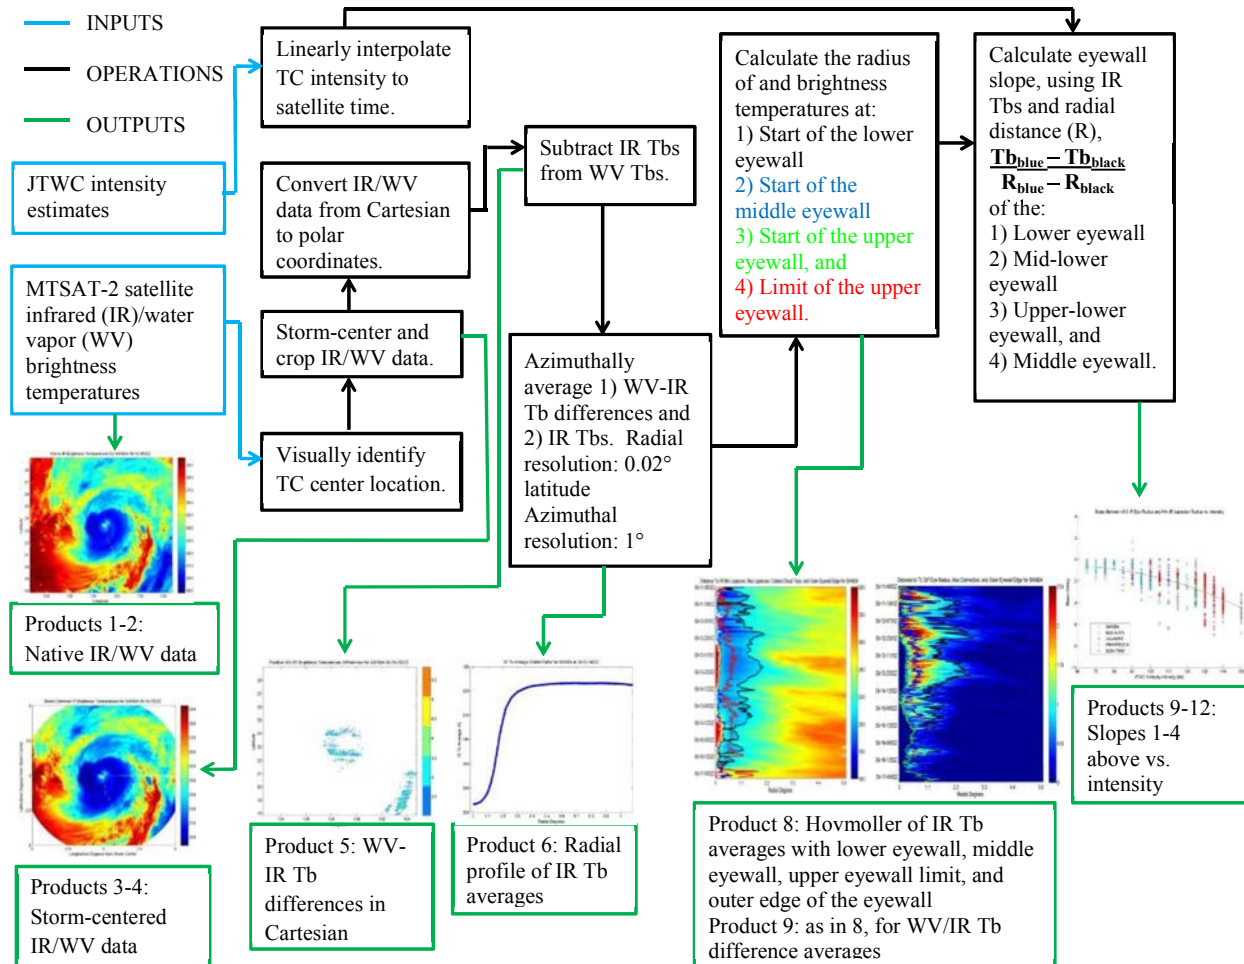 INPUTS
OPERATIONS
OUTPUTS
JTWC intensity
estimates
MTSAT-2 satellite
infrared (IR)/water
vapor (WV)
brightness
temperatures
Linearly interpolate
TC intensity to
satellite time.
Convert IR/WV
data from Cartesian
to polar
coordinates.
Storm-center and
crop IR/WV data.
Visually identify
TC center location.
Subtract IR Tbs
from WV Tbs.
Azimuthally
average 1) WV-IR
Tb differences and
2) IR Tbs. Radial
resolution: 0.02°
latitude
Azimuthal
resolution: 1°
Calculate the radius
of and brightness
temperatures at:
1) Start of the lower
eyewall
2) Start of the
middle eyewall
3) Start of the upper
eyewall, and
4) Limit of the upper
eyewall.
Calculate eyewall
slope, using IR
Tbs and radial
distance (R),
Tbblue – Tbblack
Rblue – Rblack
of the:
1) Lower eyewall
2) Mid-lower
eyewall
3) Upper-lower
eyewall, and
4) Middle eyewall.
Products 1-2:
Native IR/WV data
Products 3-4:
Storm-centered
IR/WV data
Product 5: WV-
IR Tb
differences in
Cartesian
Product 6: Radial
profile of IR Tb
averages
Product 8: Hovmoller of IR Tb
averages with lower eyewall, middle
eyewall, upper eyewall limit, and
outer edge of the eyewall
Product 9: as in 8, for WV/IR Tb
difference averages
Products 9-12:
Slopes 1-4
above vs.
intensity